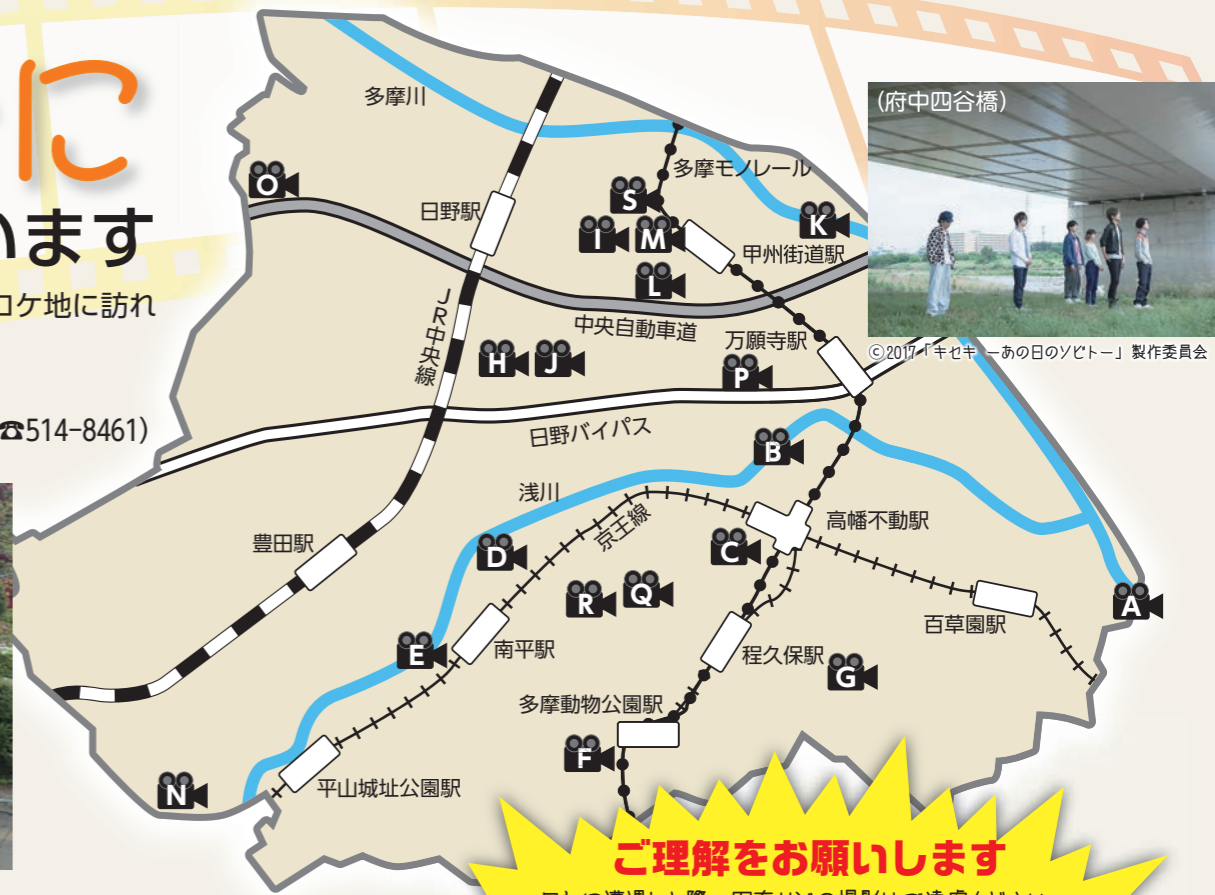 に
います
ロケ地に訪れ
☎514-8461)
多摩川
多摩モノレール
(府中四谷橋)
O
S
K
日野駅
I
M
甲州街道駅
L
JR中央線
中央自動車道
万願寺駅
©2017「キセキ ーあの日のソビトー」製作委員会
H
J
P
日野バイパス
B
浅川
京王線
高幡不動駅
豊田駅
D
C
R
Q
A
百草園駅
E
南平駅
程久保駅
G
多摩動物公園駅
F
N
平山城址公園駅
ご理解をお願いします